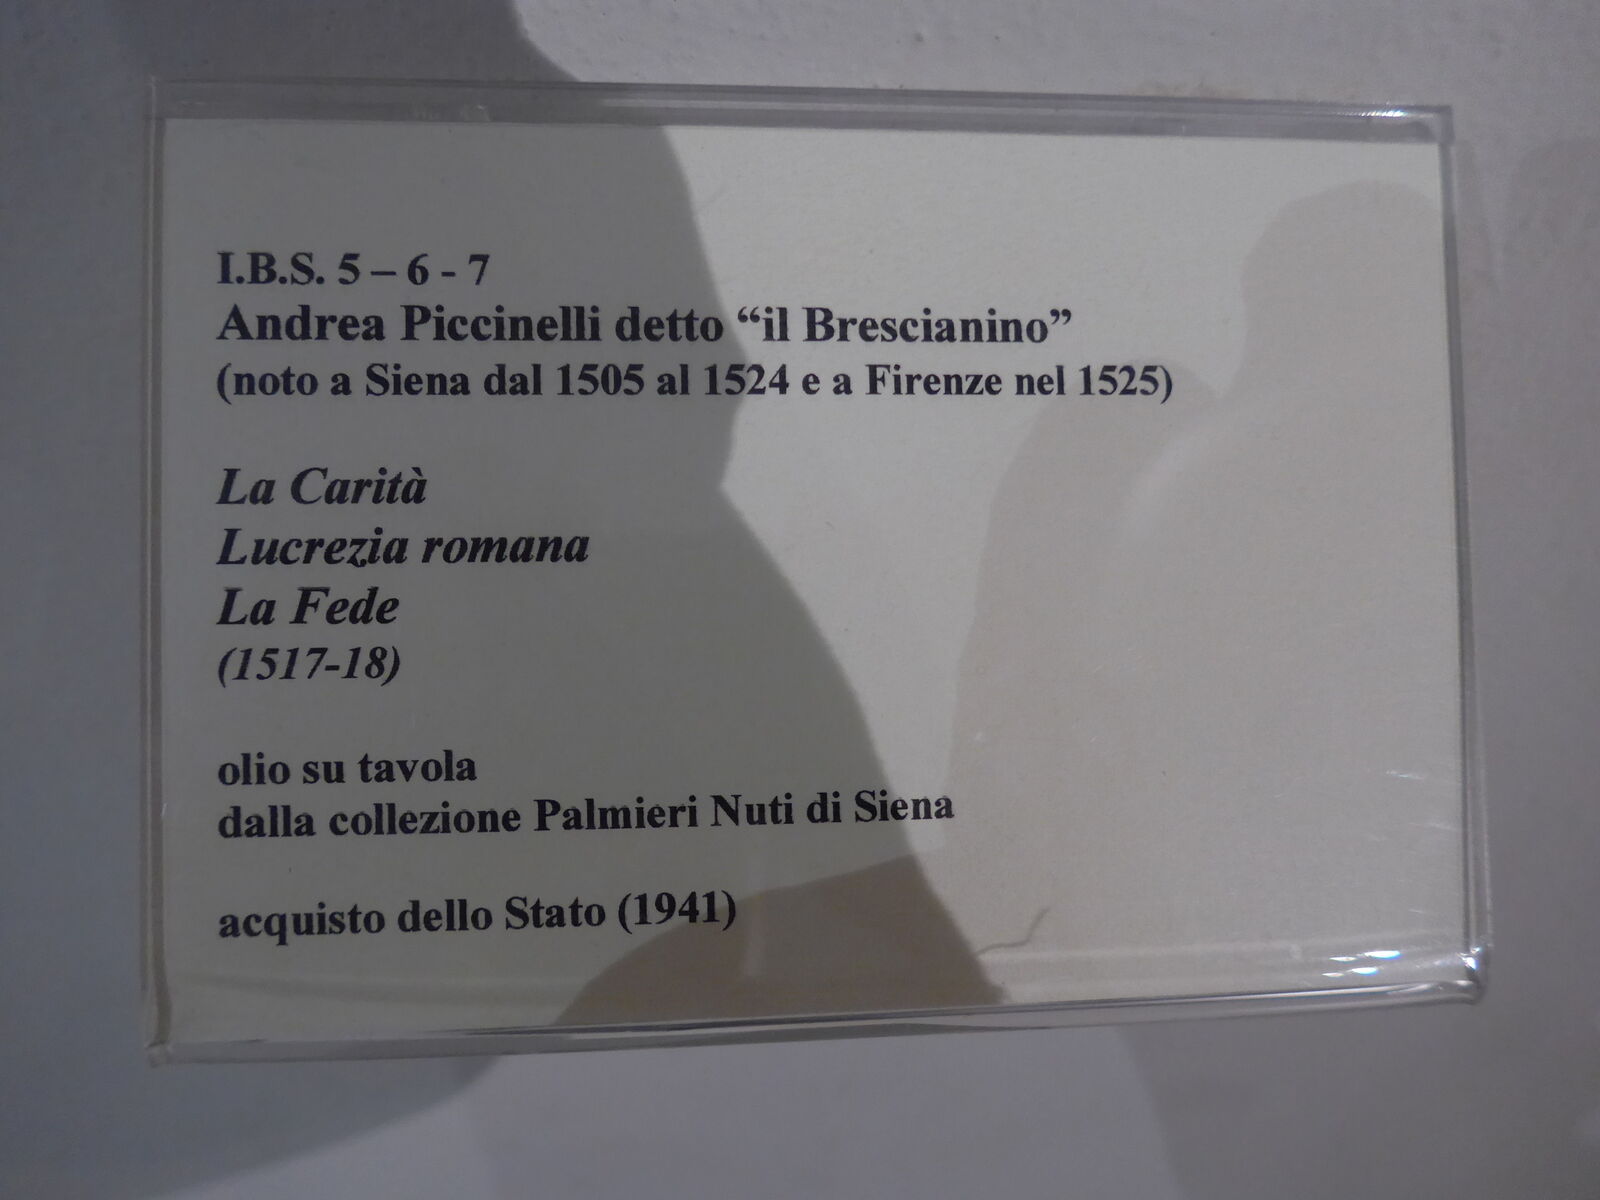 I.B.S. 5 – 6 - 7
Andrea Piccinelli detto “il Brescianino”
(noto a Siena dal 1505 al 1524 e a Firenze nel 1525)
La Carità
Lucrezia romana
La Fede
(1517-18)
olio su tavola
dalla collezione Palmieri Nuti di Siena
acquisto dello Stato (1941)